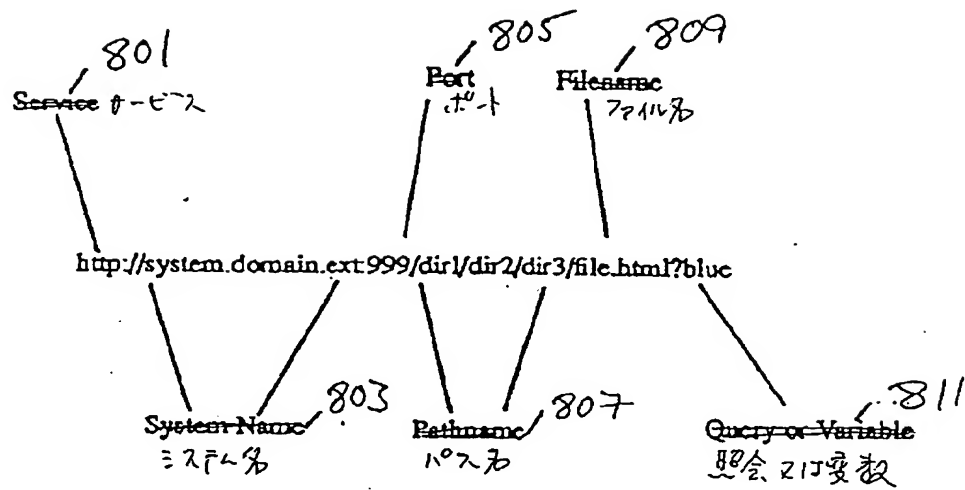 801
Service サービス
805
Port
ポート
809
Filename
ファイル名
http://system.domain.ext:999/dir1/dir2/dir3/file.html?blue
System Name 803
システム名
Pathname 807
パス名
811
Query or Variable
照会又は変数